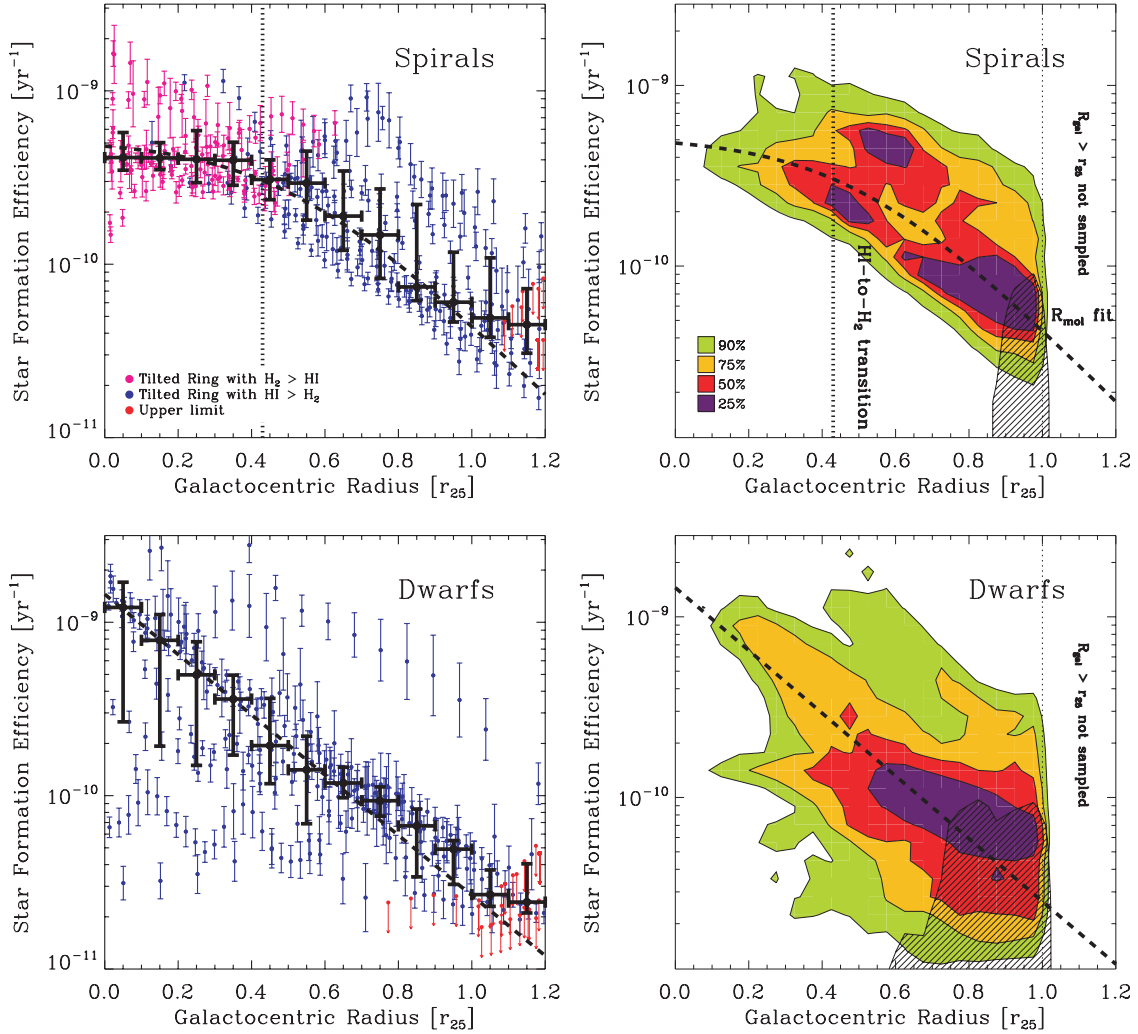 Spirals
Star Formation Efficiency [yr⁻¹]
10⁻⁹
10⁻¹⁰
10⁻¹¹
Tilted Ring with H₂ > HI
Tilted Ring with HI > H₂
Upper limit
0.0 0.2 0.4 0.6 0.8 1.0 1.2
Galactocentric Radius [r₂₅]
Spirals
Star Formation Efficiency [yr⁻¹]
10⁻⁹
10⁻¹⁰
R_gal > r₂₅ not sampled
HI-to-H₂ transition
R_mol fit
90%
75%
50%
25%
0.0 0.2 0.4 0.6 0.8 1.0 1.2
Galactocentric Radius [r₂₅]
Dwarfs
Star Formation Efficiency [yr⁻¹]
10⁻⁹
10⁻¹⁰
10⁻¹¹
0.0 0.2 0.4 0.6 0.8 1.0 1.2
Galactocentric Radius [r₂₅]
Dwarfs
Star Formation Efficiency [yr⁻¹]
10⁻⁹
10⁻¹⁰
R_gal > r₂₅ not sampled
0.0 0.2 0.4 0.6 0.8 1.0 1.2
Galactocentric Radius [r₂₅]